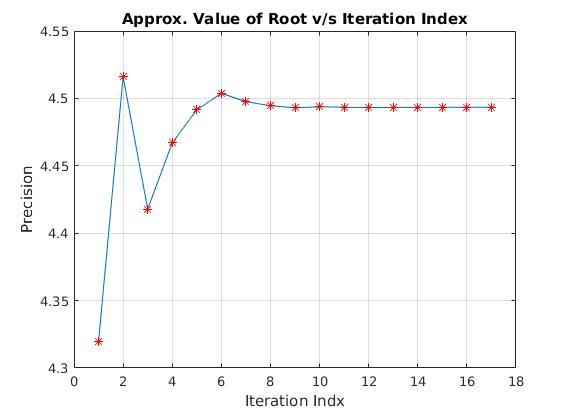 Approx. Value of Root v/s Iteration Index
4.55
4.5
4.45
4.4
4.35
4.3
Precision
0 2 4 6 8 10 12 14 16 18
Iteration Indx